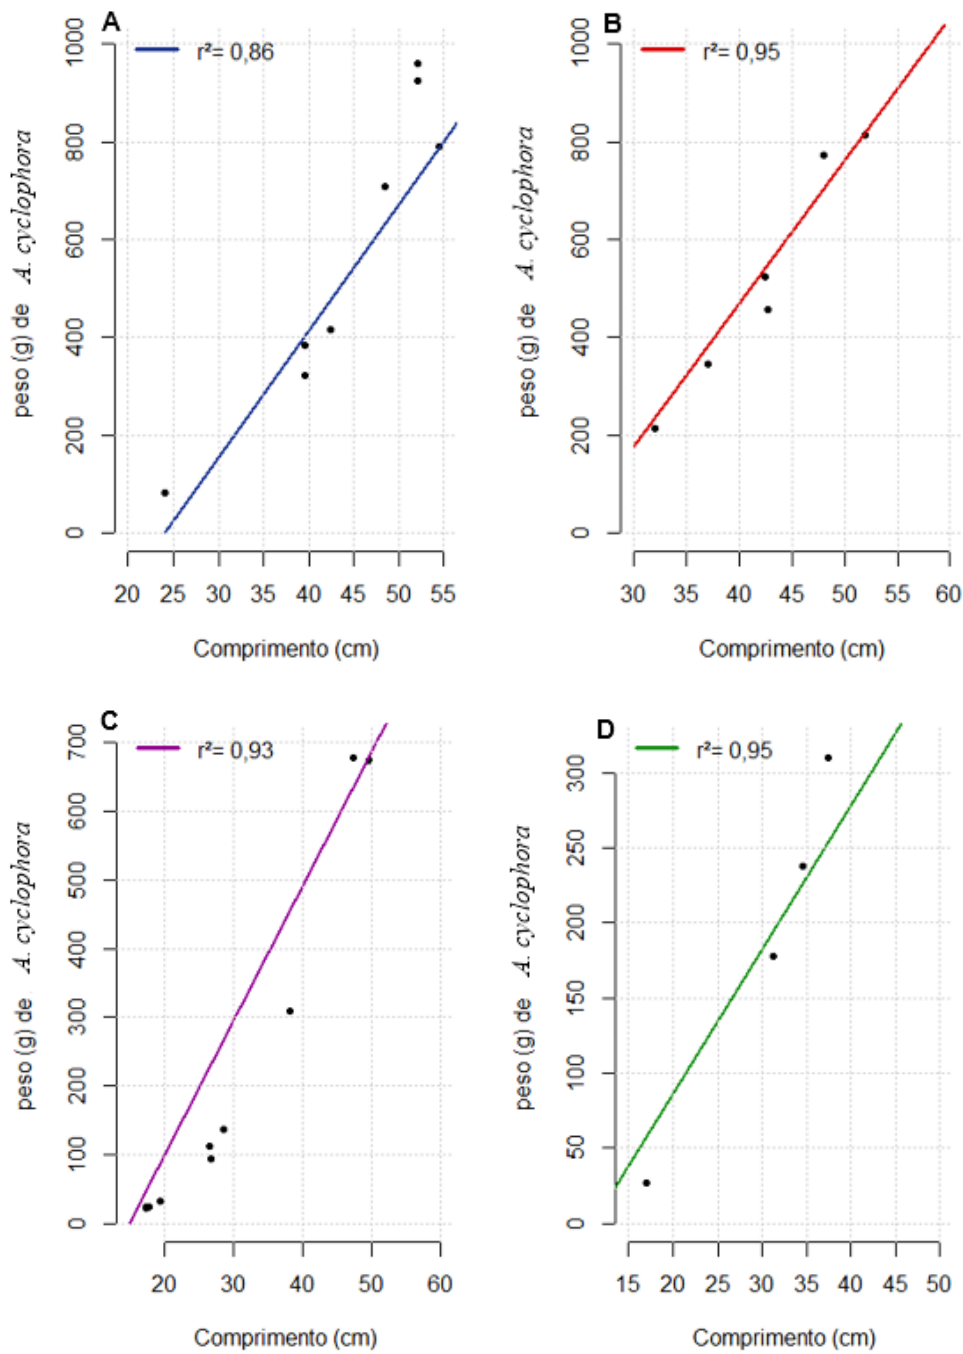 A
r²= 0,86
1000
800
600
400
200
0
peso (g) de A. cyclophora
20 25 30 35 40 45 50 55
Comprimento (cm)
B
r²= 0,95
1000
800
600
400
200
0
peso (g) de A. cyclophora
30 35 40 45 50 55 60
Comprimento (cm)
C
r²= 0,93
700
600
500
400
300
200
100
0
peso (g) de A. cyclophora
20 30 40 50 60
Comprimento (cm)
D
r²= 0,95
300
250
200
150
100
50
0
peso (g) de A. cyclophora
15 20 25 30 35 40 45 50
Comprimento (cm)